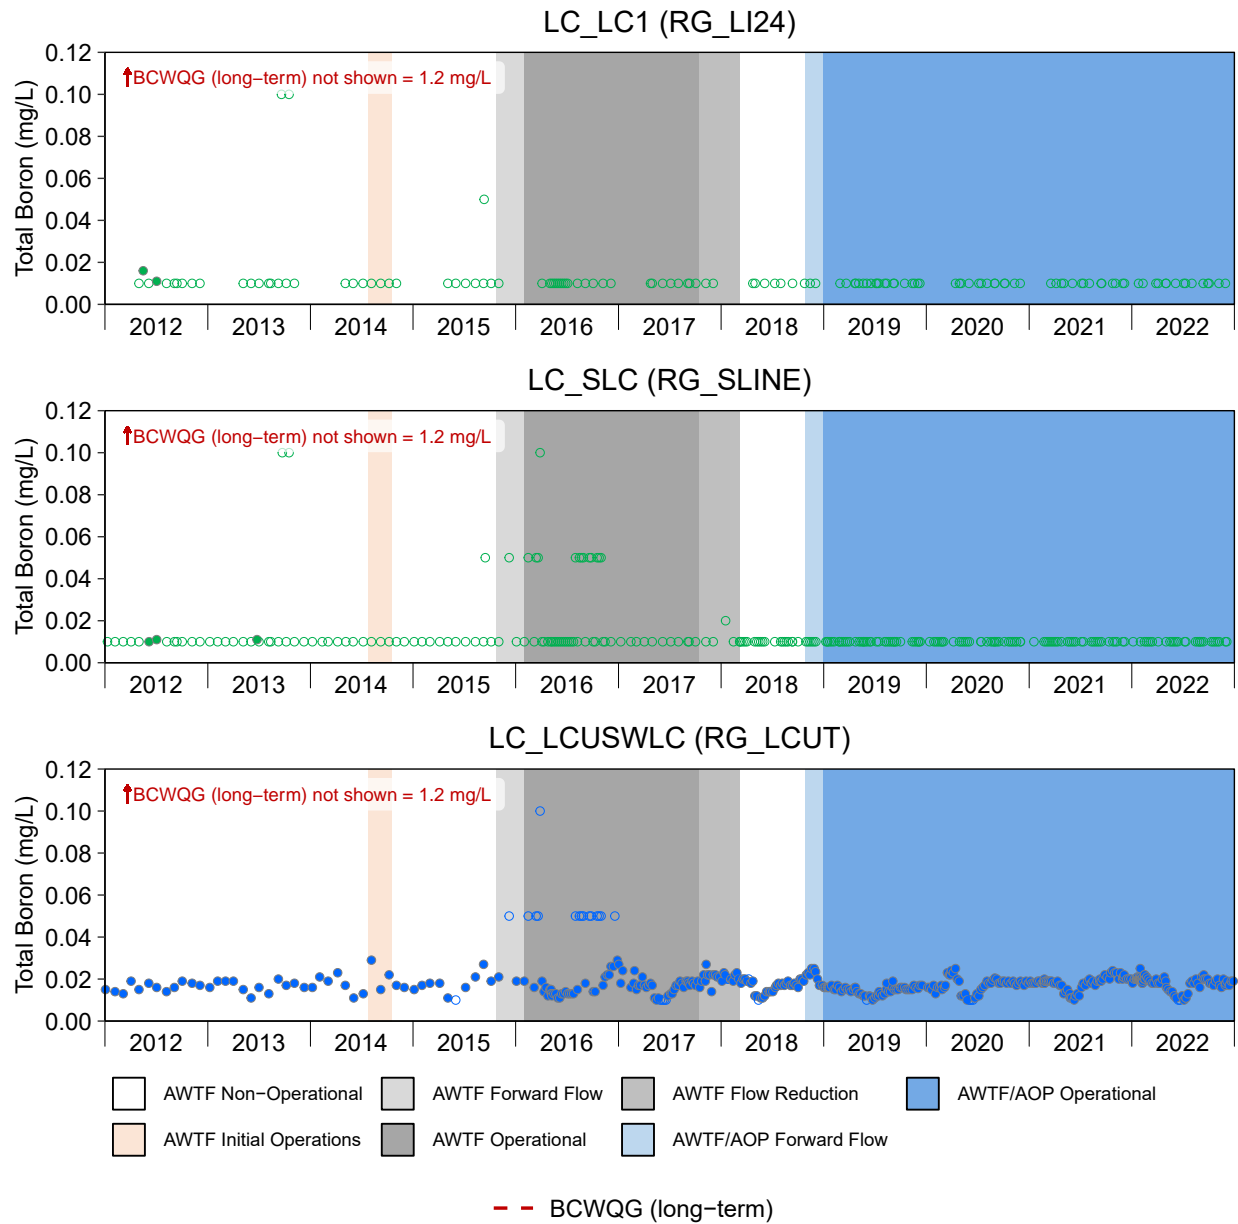 LC_LC1 (RG_LI24)
Total Boron (mg/L)
0.12
0.10
0.08
0.06
0.04
0.02
0.00
BCWQG (long−term) not shown = 1.2 mg/L
2012 2013 2014 2015 2016 2017 2018 2019 2020 2021 2022
LC_SLC (RG_SLINE)
Total Boron (mg/L)
0.12
0.10
0.08
0.06
0.04
0.02
0.00
BCWQG (long−term) not shown = 1.2 mg/L
2012 2013 2014 2015 2016 2017 2018 2019 2020 2021 2022
LC_LCUSWLC (RG_LCUT)
Total Boron (mg/L)
0.12
0.10
0.08
0.06
0.04
0.02
0.00
BCWQG (long−term) not shown = 1.2 mg/L
2012 2013 2014 2015 2016 2017 2018 2019 2020 2021 2022
AWTF Non−Operational AWTF Forward Flow AWTF Flow Reduction AWTF/AOP Operational
AWTF Initial Operations AWTF Operational AWTF/AOP Forward Flow
BCWQG (long−term)